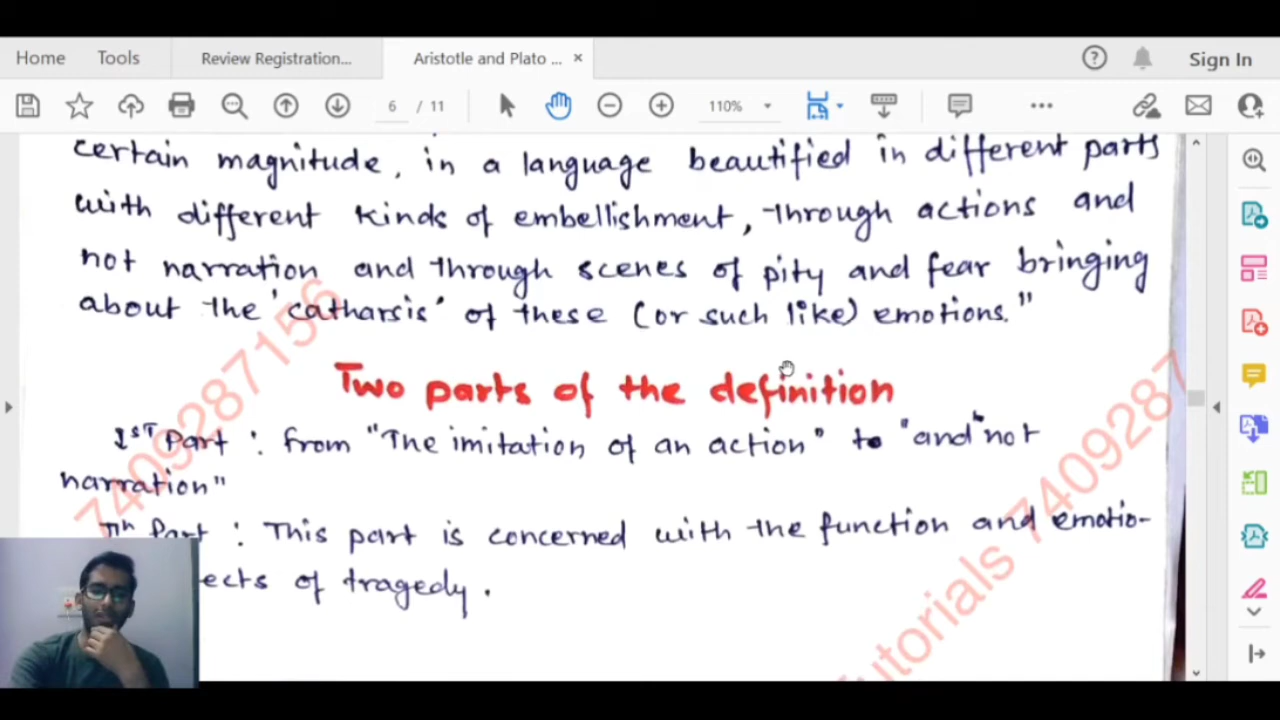 Home Tools Review Registration... Aristotle and Plato ... × Sign In
6 / 11 110%
certain magnitude, in a language beautified in different parts
with different kinds of embellishment, through actions and
not narration and through scenes of pity and fear bringing
about the 'catharsis' of these (or such like) emotions."
Two parts of the definition
1ST Part : from "The imitation of an action" to "and not
narration"
Part : This part is concerned with the function and emotio-
ects of tragedy.
7409287156
Tutorials 7409287